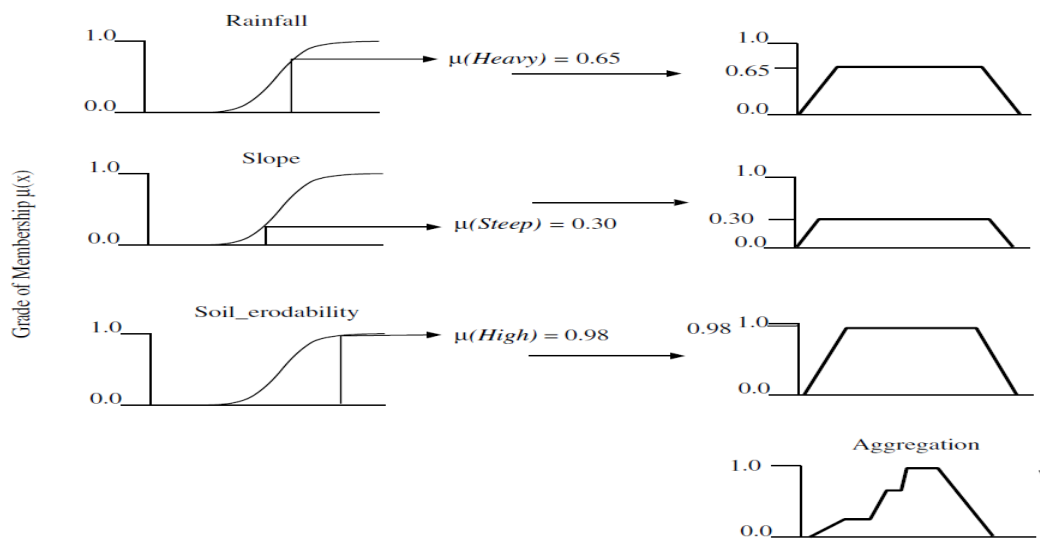 Grade of Membership μ(x)
Rainfall
1.0
0.0
μ(Heavy) = 0.65
1.0
0.65
0.0
Slope
1.0
0.0
μ(Steep) = 0.30
1.0
0.30
0.0
Soil_erodability
1.0
0.0
μ(High) = 0.98
0.98 1.0
0.0
Aggregation
1.0
0.0